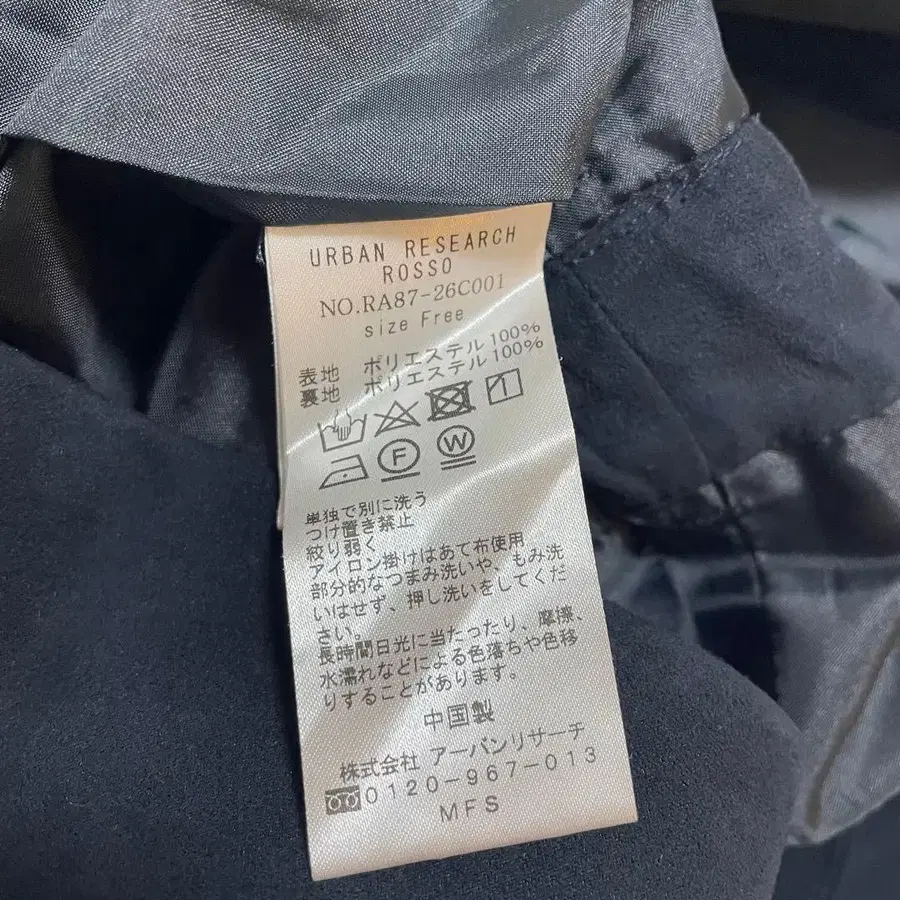 URBAN RESEARCH
ROSSO
NO.RA87-26C001
size Free
表地 ポリエステル 100%
裏地 ポリエステル 100%
F W
単独で別に洗う
つけ置き禁止
絞り弱く
アイロン掛けはあて布使用
部分的なつまみ洗いや、もみ洗
いはせず、押し洗いをしてくだ
さい。
長時間日光に当たったり、摩擦、
水濡れなどによる色落ちや色移
りすることがあります。
中国製
株式会社 アーバンリサーチ
0120-967-013
MFS